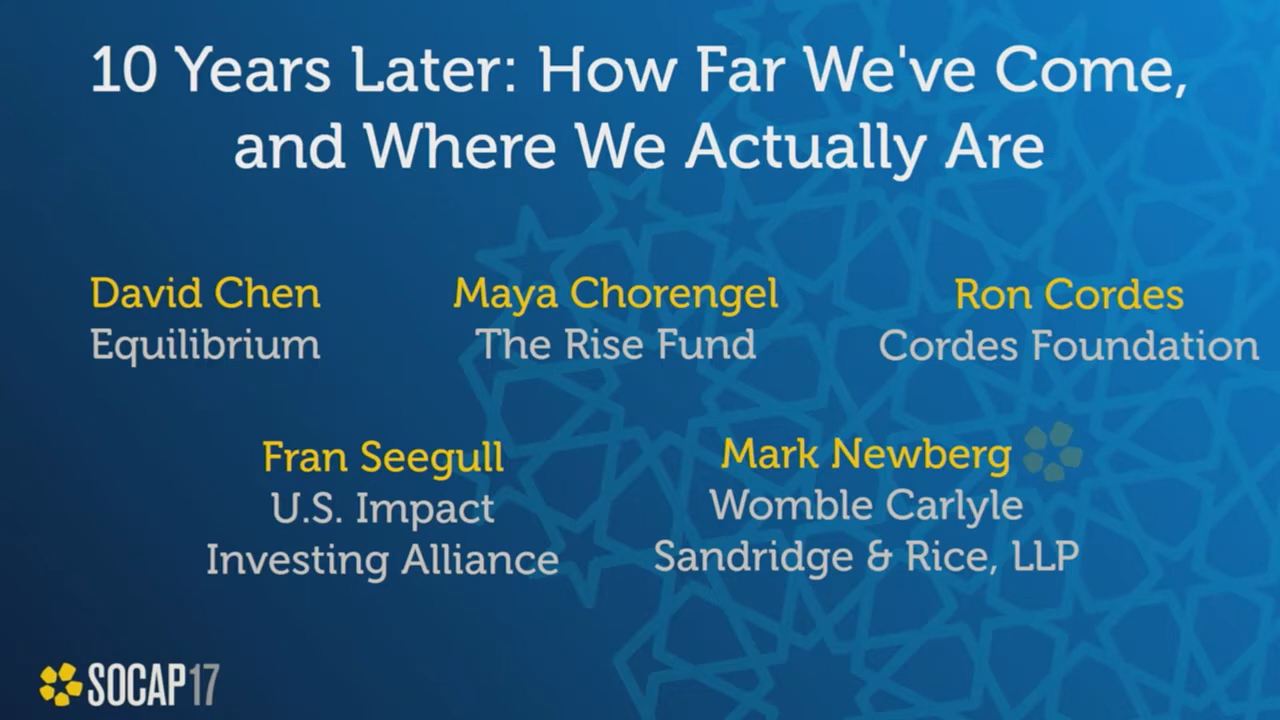 10 Years Later: How Far We've Come,
and Where We Actually Are
David Chen
Equilibrium
Maya Chorengel
The Rise Fund
Ron Cordes
Cordes Foundation
Fran Seegull
U.S. Impact
Investing Alliance
Mark Newberg
Womble Carlyle
Sandridge & Rice, LLP
SOCAP17